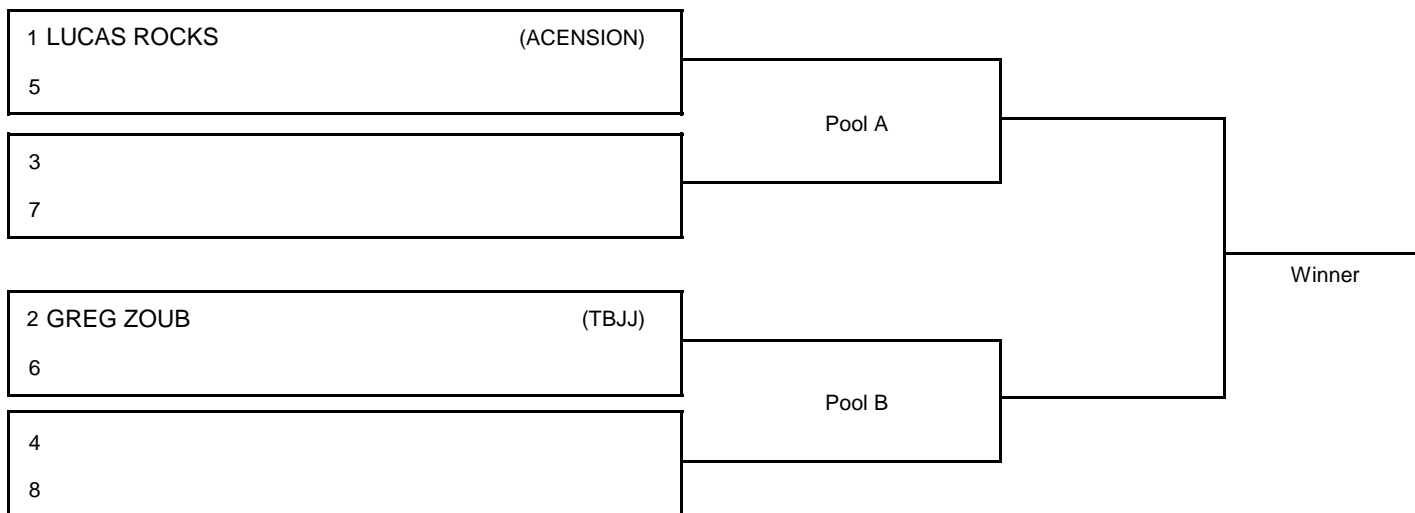 1 LUCAS ROCKS (ACENSION)
5
Pool A
3
7
Winner
2 GREG ZOUB (TBJJ)
6
Pool B
4
8